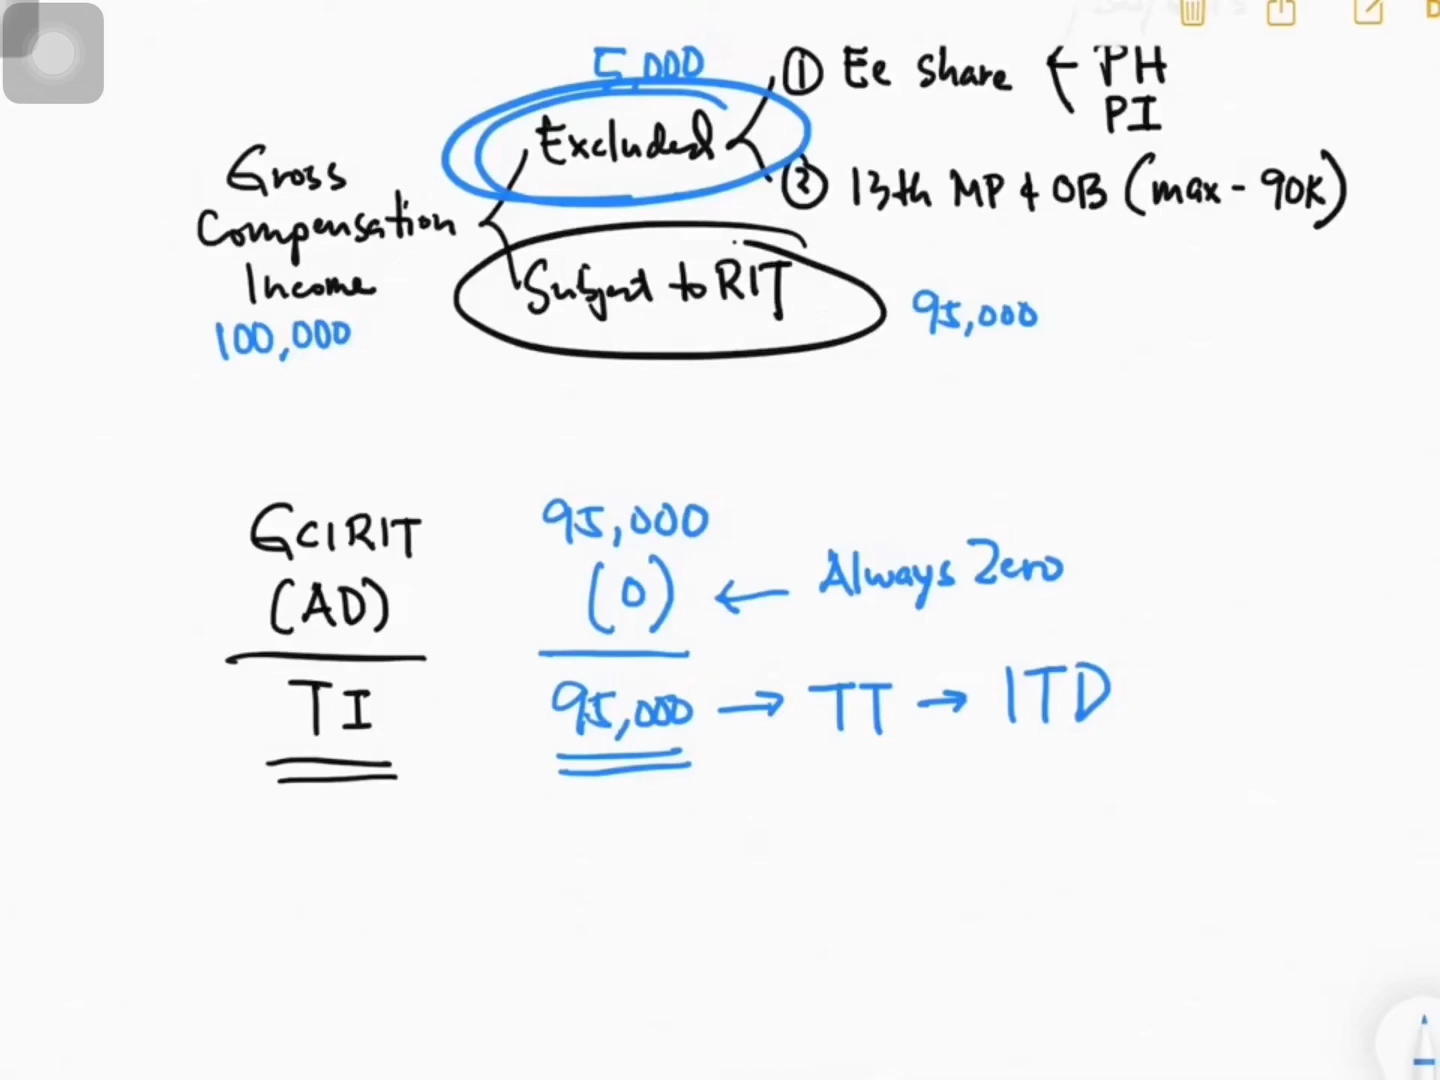 5,000
① Ee share PH
PI
Excluded
② 13th MP & OB (max - 90K)
Gross
Compensation
Income
100,000
Subject to RIT
95,000
GCIRIT 95,000
(AD) (0) ← Always Zero
TI 95,000 → TT → ITD